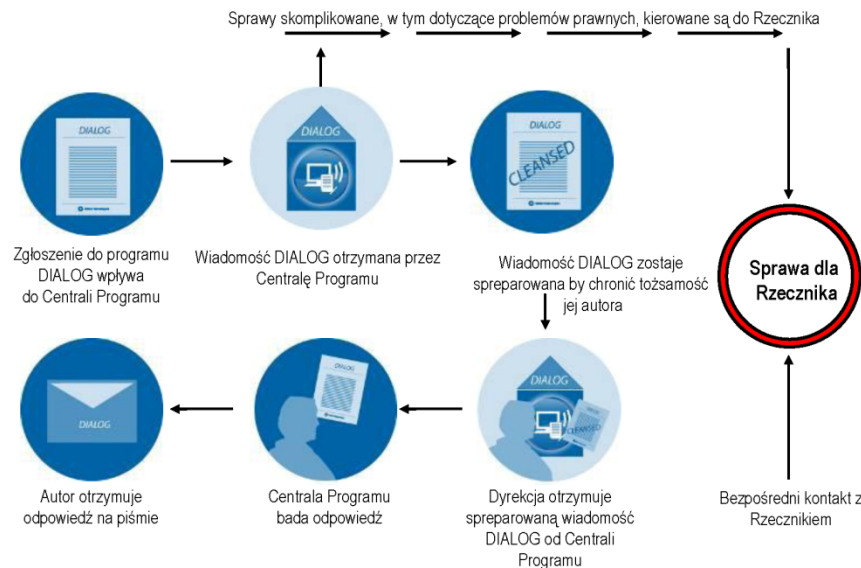 Sprawy skomplikowane, w tym dotyczące problemów prawnych, kierowane są do Rzecznika
DIALOG
DIALOG
DIALOG
CLEANSED
Zgłoszenie do programu
DIALOG wpływa
do Centrali Programu
Wiadomość DIALOG otrzymana przez
Centralę Programu
Wiadomość DIALOG zostaje
spreparowana by chronić tożsamość
jej autora
Sprawa dla
Rzecznika
DIALOG
DIALOG
DIALOG
CLEANSED
Autor otrzymuje
odpowiedź na piśmie
Centrala Programu
bada odpowiedź
Dyrekcja otrzymuje
spreparowaną wiadomość
DIALOG od Centrali
Programu
Bezpośredni kontakt z
Rzecznikiem